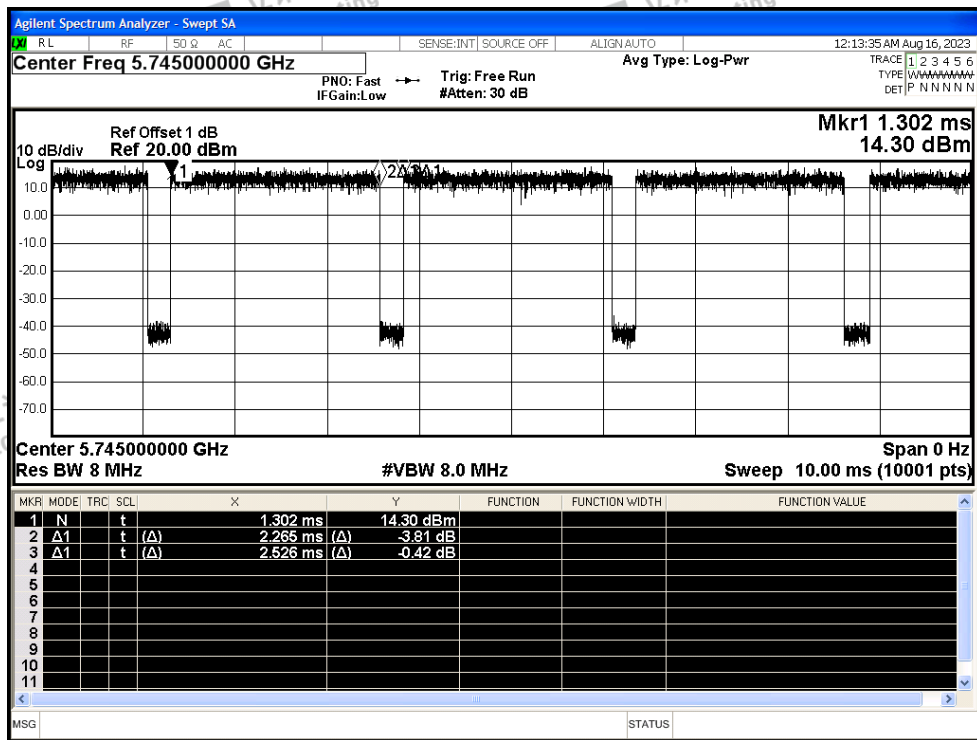 Agilent Spectrum Analyzer - Swept SA
LXI RL RF 50 Ω AC SENSE:INT SOURCE OFF ALIGN AUTO 12:13:35 AM Aug 16, 2023
Center Freq 5.745000000 GHz Avg Type: Log-Pwr TRACE 1 2 3 4 5 6
PNO: Fast Trig: Free Run TYPE
IFGain:Low #Atten: 30 dB DET P N N N N N
Mkr1 1.302 ms
14.30 dBm
Ref Offset 1 dB
10 dB/div Ref 20.00 dBm
Log
1
10.0
0.00
-10.0
-20.0
-30.0
-40.0
-50.0
-60.0
-70.0
Center 5.745000000 GHz Span 0 Hz
Res BW 8 MHz #VBW 8.0 MHz Sweep 10.00 ms (10001 pts)
MKR MODE TRC SCL X Y FUNCTION FUNCTION WIDTH FUNCTION VALUE
1 N t 1.302 ms 14.30 dBm
2 Δ1 t (Δ) 2.265 ms (Δ) -3.81 dB
3 Δ1 t (Δ) 2.526 ms (Δ) -0.42 dB
4
5
6
7
8
9
10
11
MSG STATUS